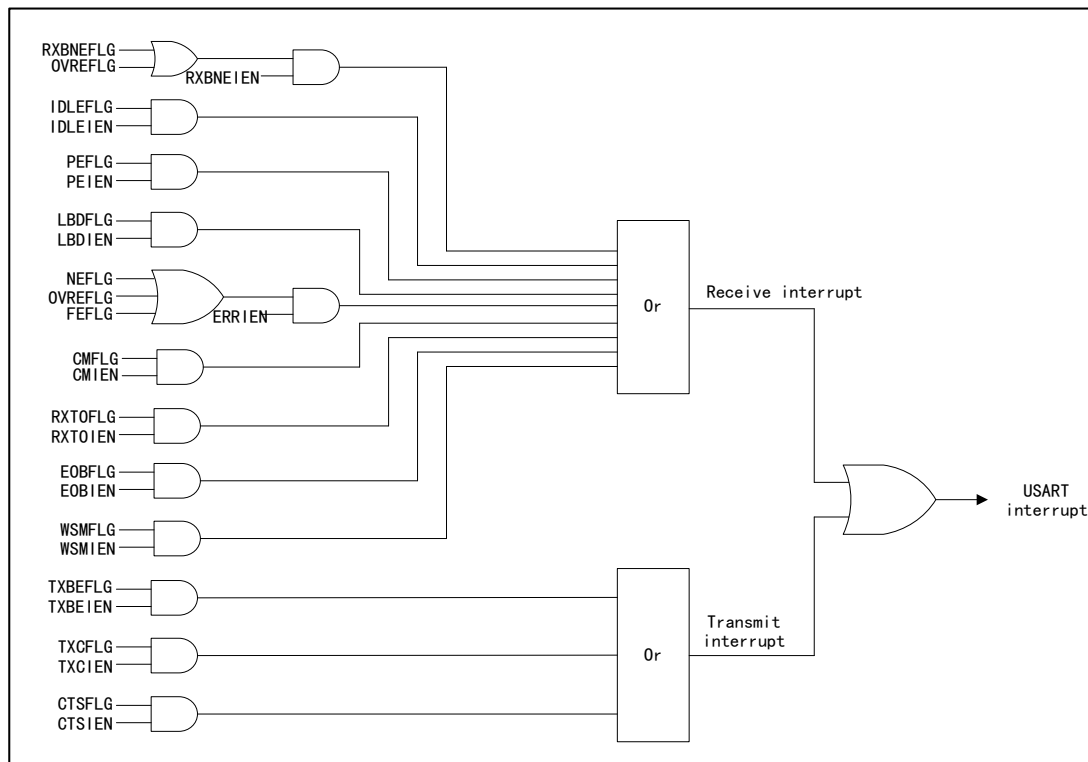 RXBNEFLG
OVREFLG
RXBNEIEN
IDLEFLG
IDLEIEN
PEFLG
PEIEN
LBDFLG
LBDIEN
NEFLG
OVREFLG
FEFLG
ERRIEN
CMFLG
CMIEN
RXTOFLG
RXTOIEN
EOBFLG
EOBIEN
WSMFLG
WSMIEN
Or
Receive interrupt
TXBEFLG
TXBEIEN
TXCFLG
TXCIEN
CTSFLG
CTSIEN
Or
Transmit
interrupt
USART
interrupt